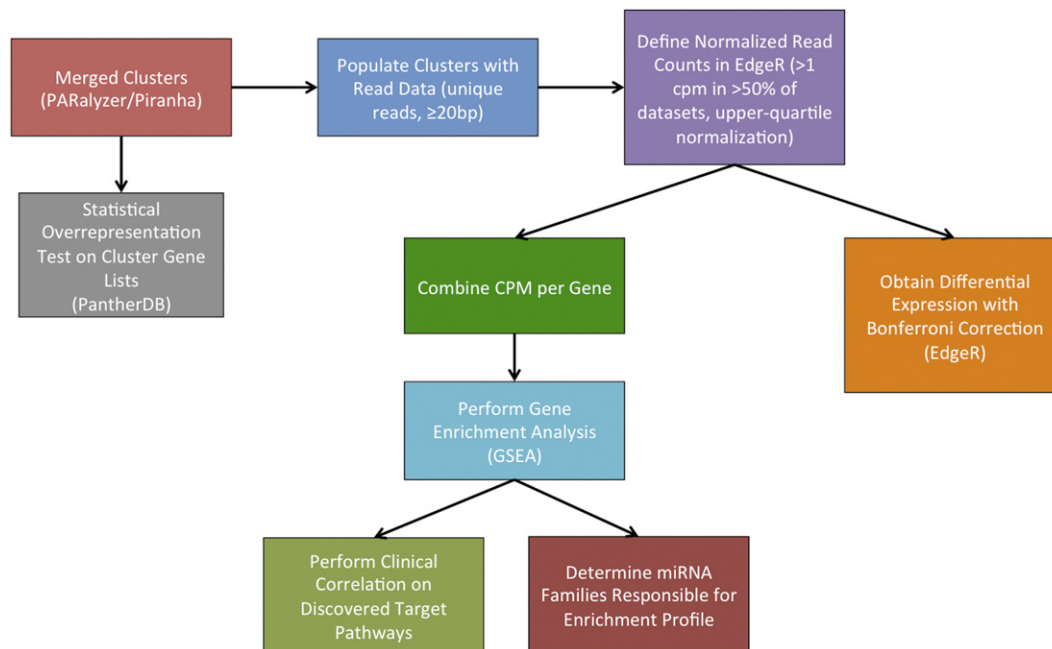 Merged Clusters
(PARalyzer/Piranha)
Populate Clusters with
Read Data (unique
reads, ≥20bp)
Define Normalized Read
Counts in EdgeR (>1
cpm in >50% of
datasets, upper-quartile
normalization)
Statistical
Overrepresentation
Test on Cluster Gene
Lists
(PantherDB)
Combine CPM per Gene
Obtain Differential
Expression with
Bonferroni Correction
(EdgeR)
Perform Gene
Enrichment Analysis
(GSEA)
Perform Clinical
Correlation on
Discovered Target
Pathways
Determine miRNA
Families Responsible for
Enrichment Profile